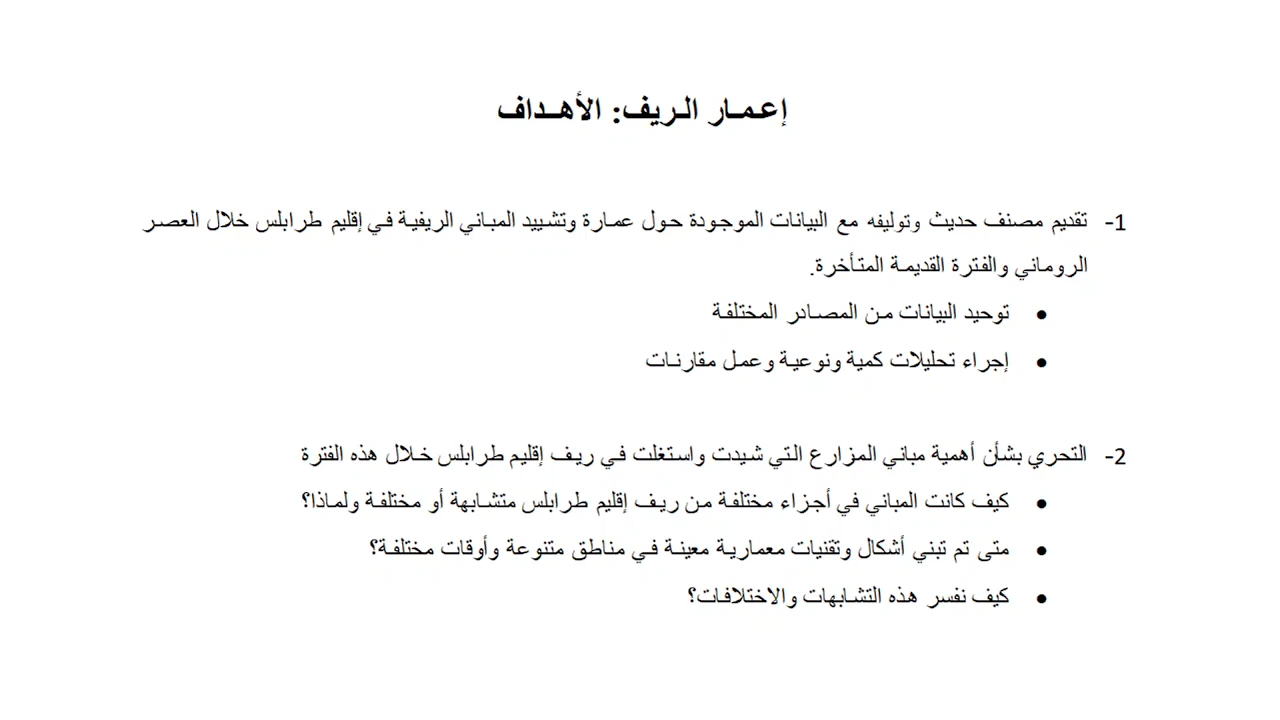 إعمار الريف: الأهداف
1- تقديم مصنف حديث وتوليفه مع البيانات الموجودة حول عمارة وتشييد المباني الريفية في إقليم طرابلس خلال العصر
الروماني والفترة القديمة المتأخرة.
• توحيد البيانات من المصادر المختلفة
• إجراء تحليلات كمية ونوعية وعمل مقارنات
2- التحري بشأن أهمية مباني المزارع التي شيدت واستغلت في ريف إقليم طرابلس خلال هذه الفترة
• كيف كانت المباني في أجزاء مختلفة من ريف إقليم طرابلس متشابهة أو مختلفة ولماذا؟
• متى تم تبني أشكال وتقنيات معمارية معينة في مناطق متنوعة وأوقات مختلفة؟
• كيف نفسر هذه التشابهات والاختلافات؟